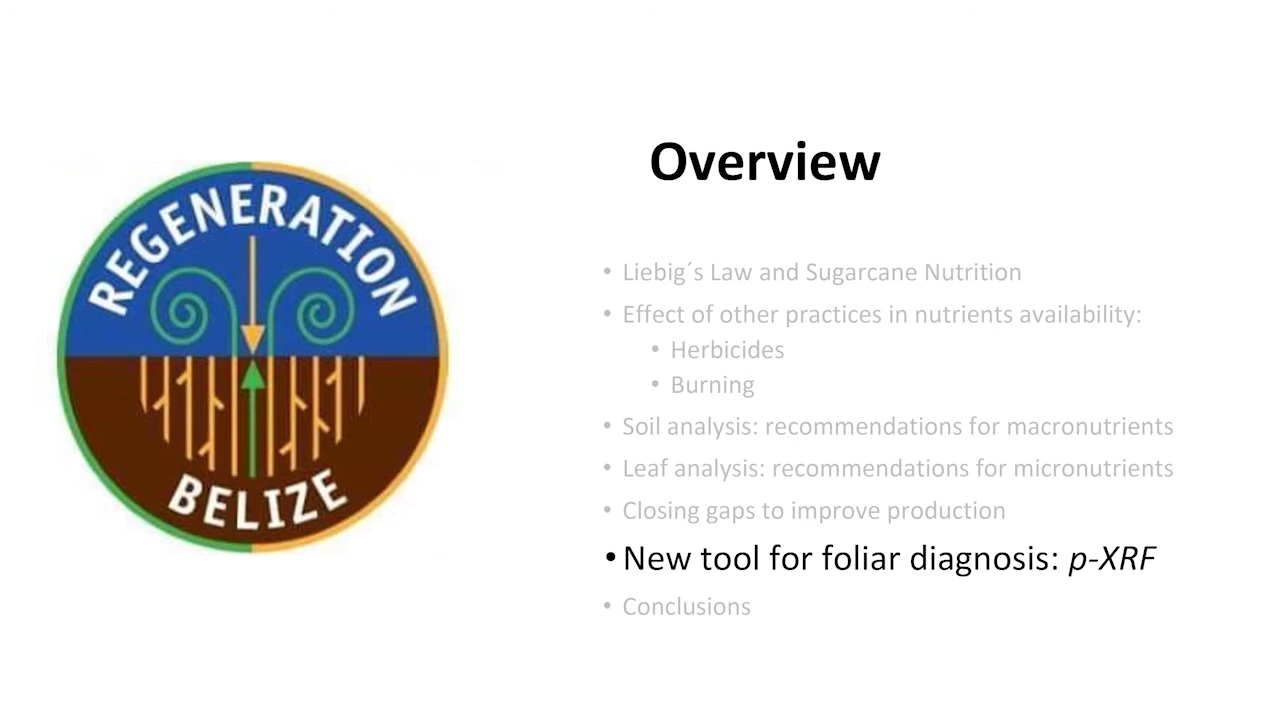 REGENERATION
BELIZE
Overview
• Liebig´s Law and Sugarcane Nutrition
• Effect of other practices in nutrients availability:
• Herbicides
• Burning
• Soil analysis: recommendations for macronutrients
• Leaf analysis: recommendations for micronutrients
• Closing gaps to improve production
• New tool for foliar diagnosis: p-XRF
• Conclusions